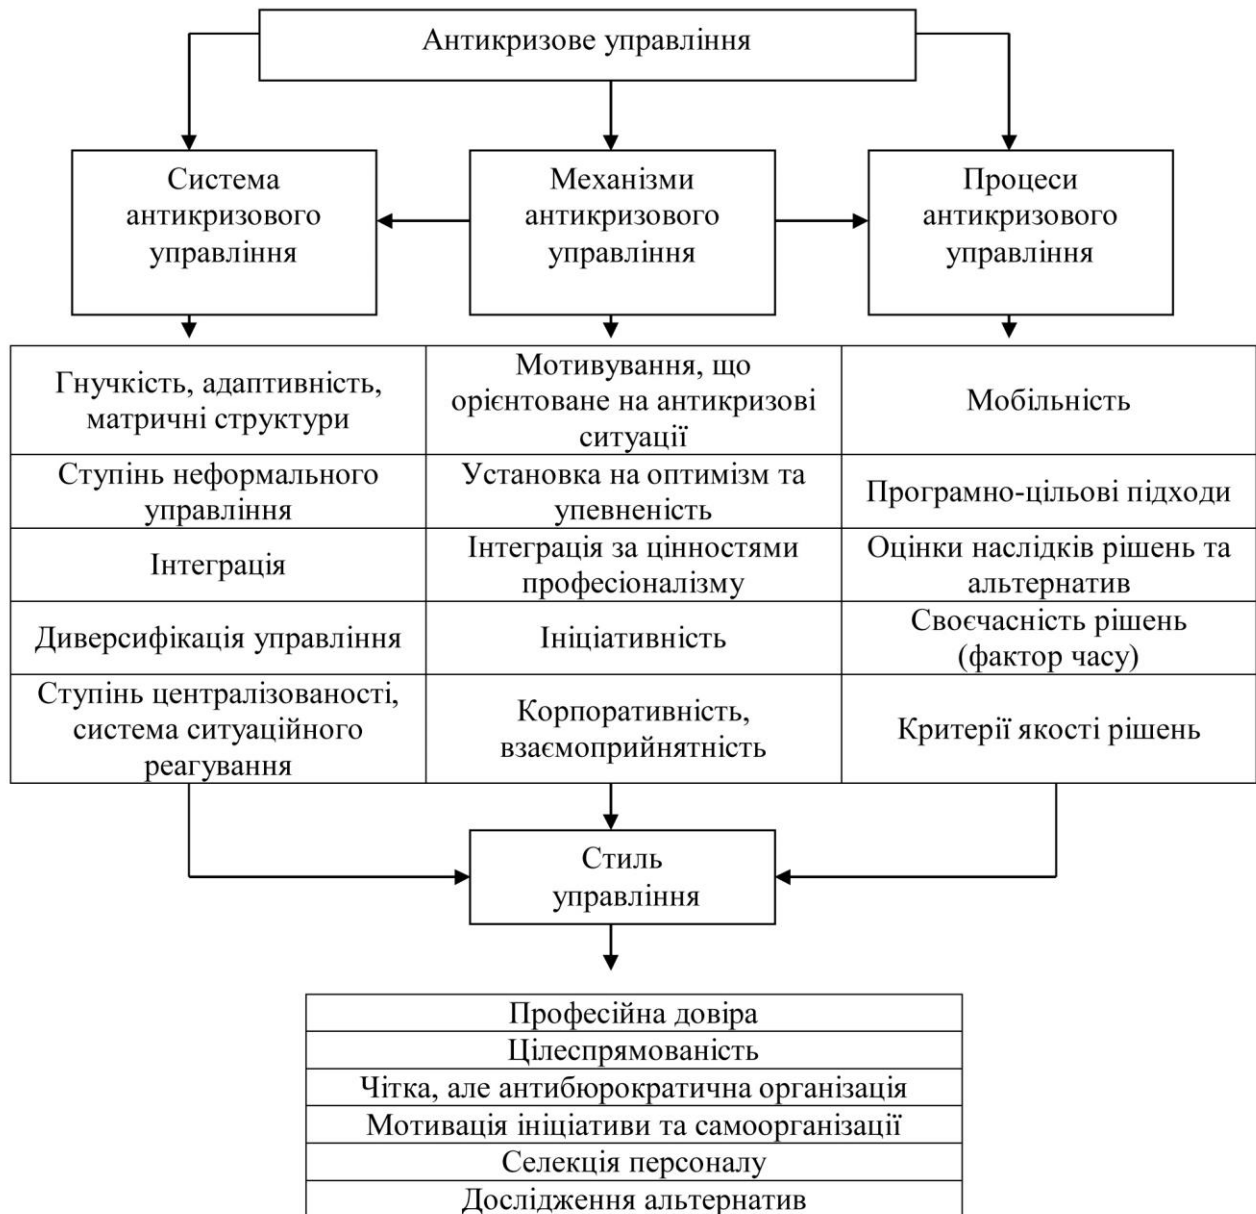 Антикризове управління
Система
антикризового
управління
Механізми
антикризового
управління
Процеси
антикризового
управління
Гнучкість, адаптивність,
матричні структури
Мотивування, що
орієнтоване на антикризові
ситуації
Мобільність
Ступінь неформального
управління
Установка на оптимізм та
упевненість
Програмно-цільові підходи
Інтеграція
Інтеграція за цінностями
професіоналізму
Оцінки наслідків рішень та
альтернатив
Диверсифікація управління
Ініціативність
Своєчасність рішень
(фактор часу)
Ступінь централізованості,
система ситуаційного
реагування
Корпоративність,
взаємоприйнятність
Критерії якості рішень
Стиль
управління
Професійна довіра
Цілеспрямованість
Чітка, але антибюрократична організація
Мотивація ініціативи та самоорганізації
Селекція персоналу
Дослідження альтернатив